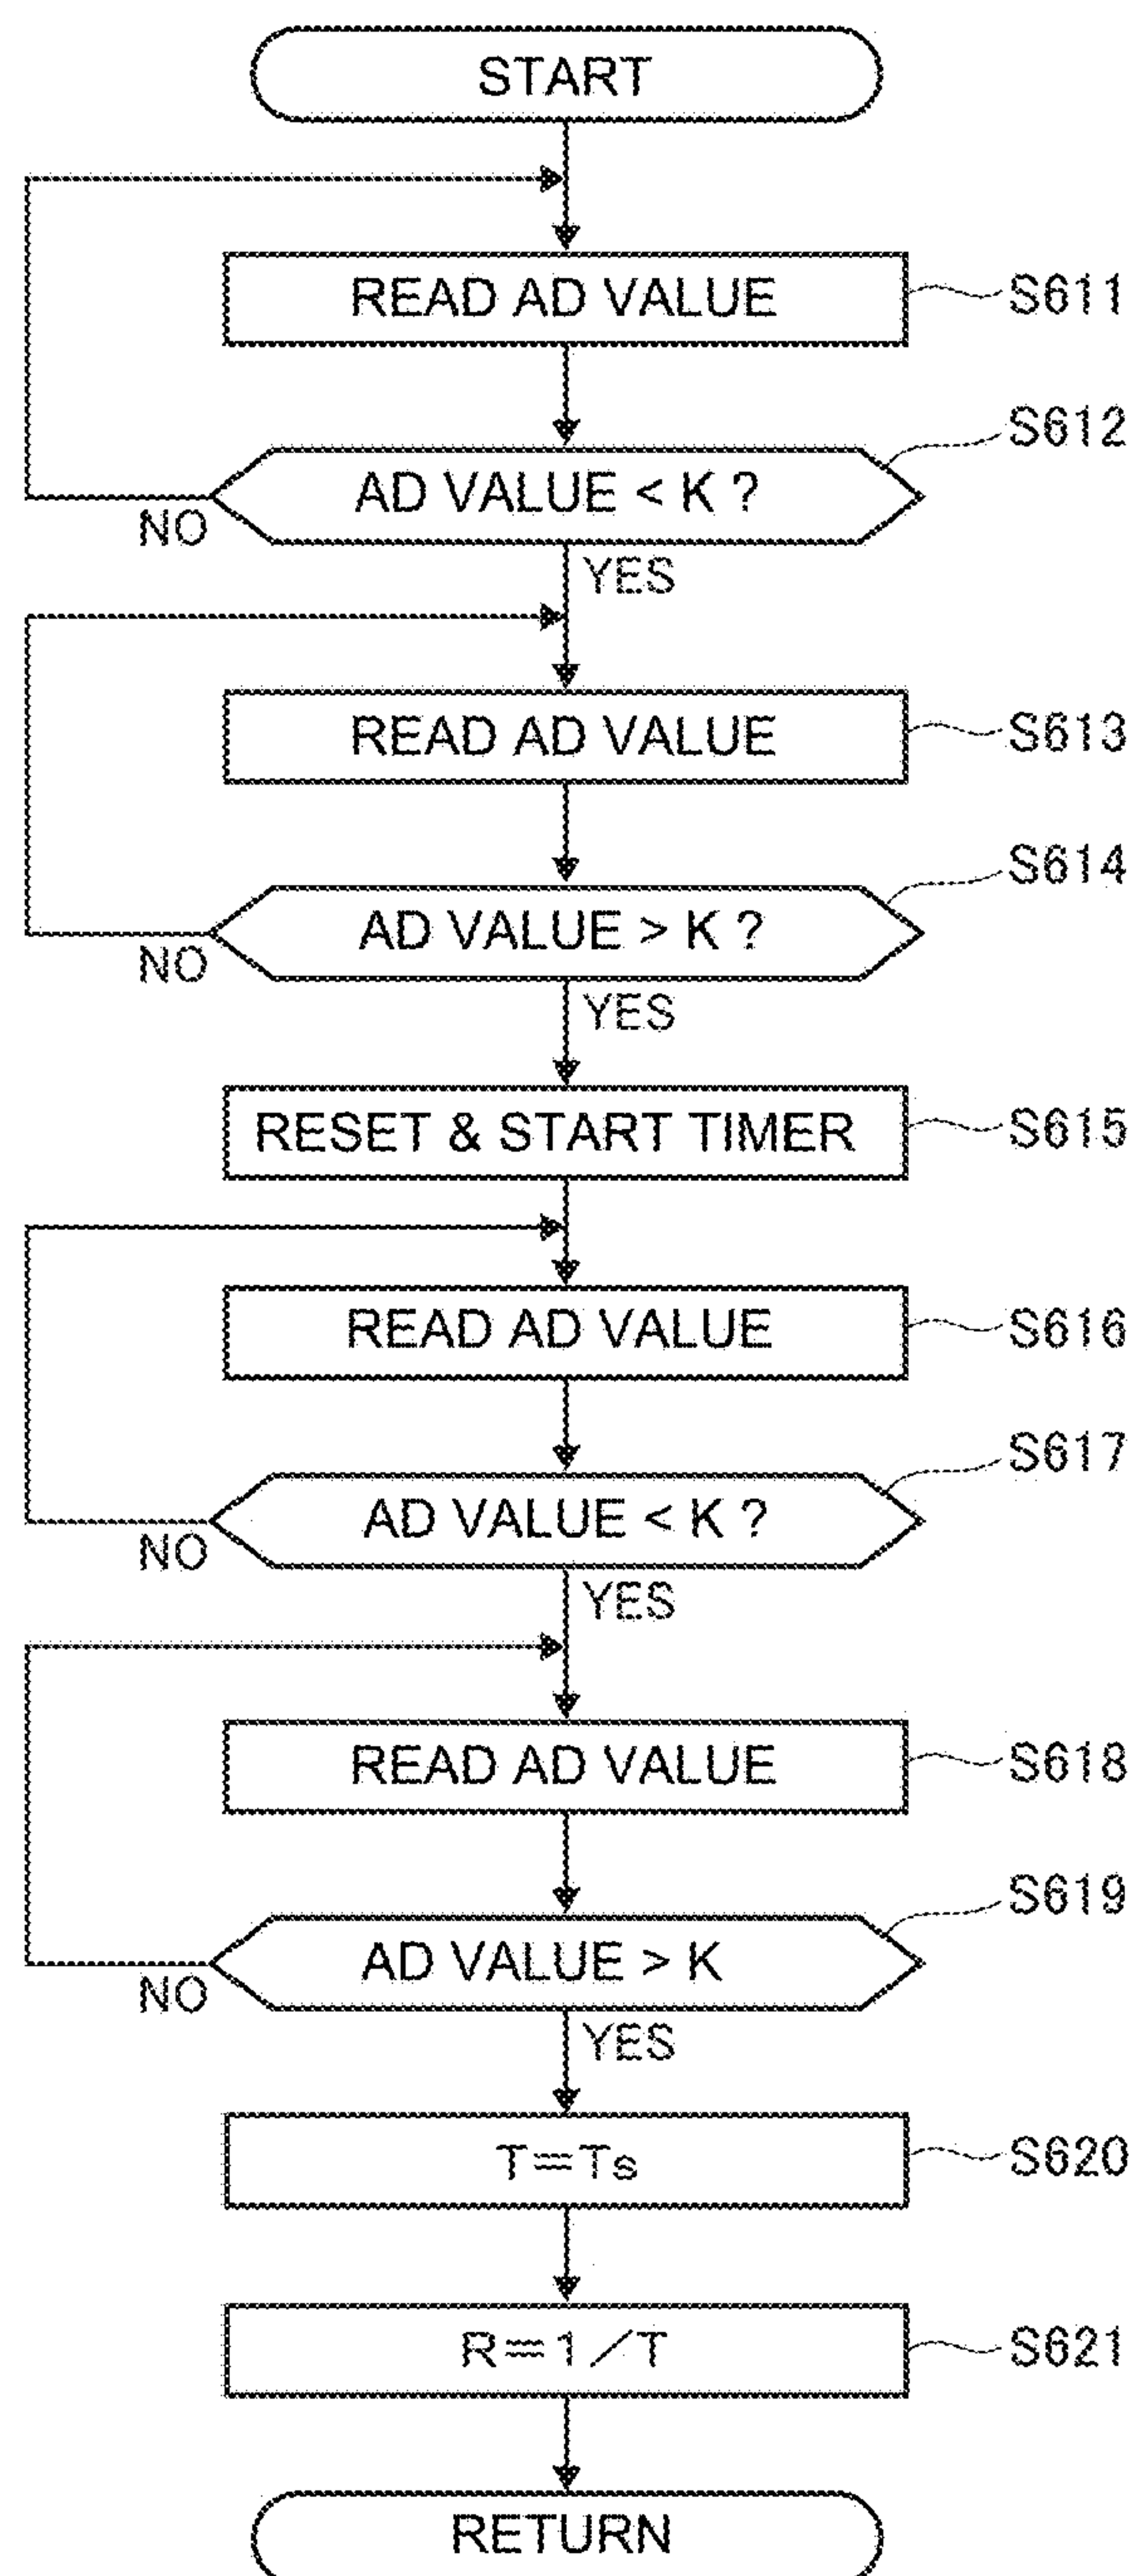 START
READ AD VALUE
S611
S612
AD VALUE < K ?
NO
YES
READ AD VALUE
S613
S614
AD VALUE > K ?
NO
YES
RESET & START TIMER
S615
READ AD VALUE
S616
S617
AD VALUE < K ?
NO
YES
READ AD VALUE
S618
S619
AD VALUE > K
NO
YES
T=Ts
S620
R=1/T
S621
RETURN